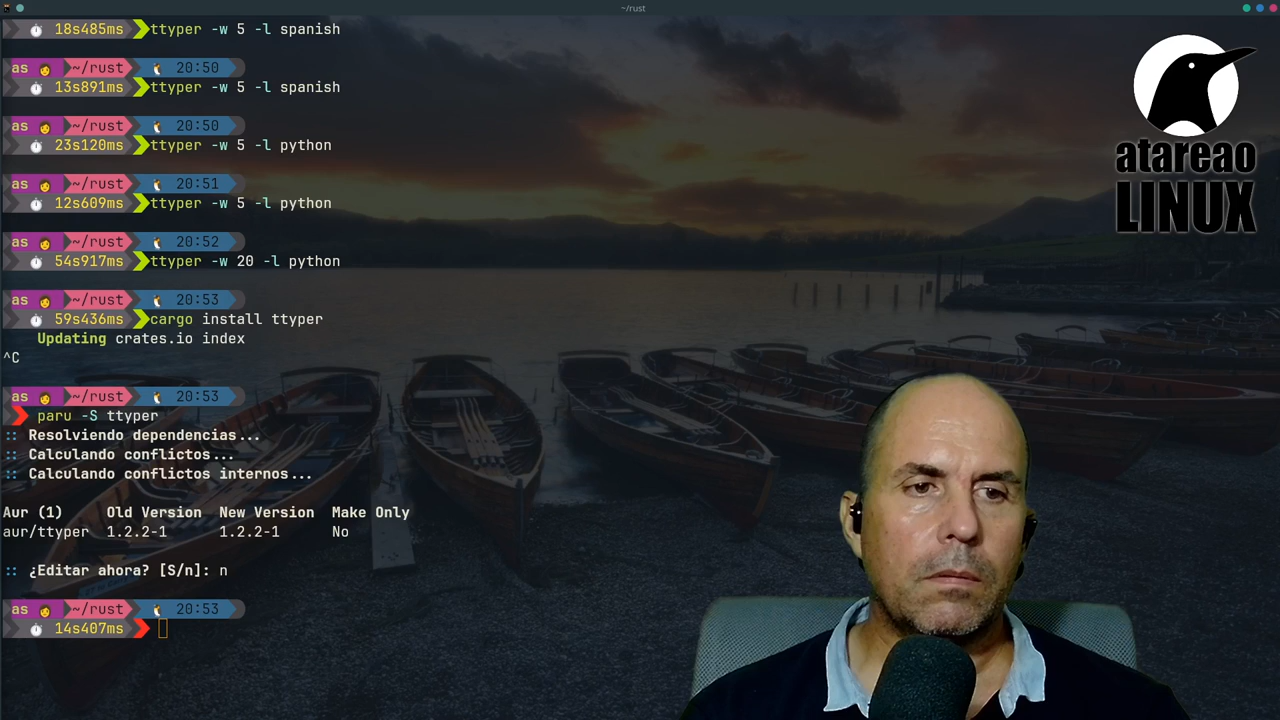 ~/rust
18s485ms ttyper -w 5 -l spanish
as ~/rust 20:50
13s891ms ttyper -w 5 -l spanish
as ~/rust 20:50
23s120ms ttyper -w 5 -l python
as ~/rust 20:51
12s609ms ttyper -w 5 -l python
as ~/rust 20:52
54s917ms ttyper -w 20 -l python
as ~/rust 20:53
59s436ms cargo install ttyper
Updating crates.io index
^C
as ~/rust 20:53
paru -S ttyper
:: Resolviendo dependencias...
:: Calculando conflictos...
:: Calculando conflictos internos...
Aur (1) Old Version New Version Make Only
aur/ttyper 1.2.2-1 1.2.2-1 No
:: ¿Editar ahora? [S/n]: n
as ~/rust 20:53
14s407ms
atareao
LINUX